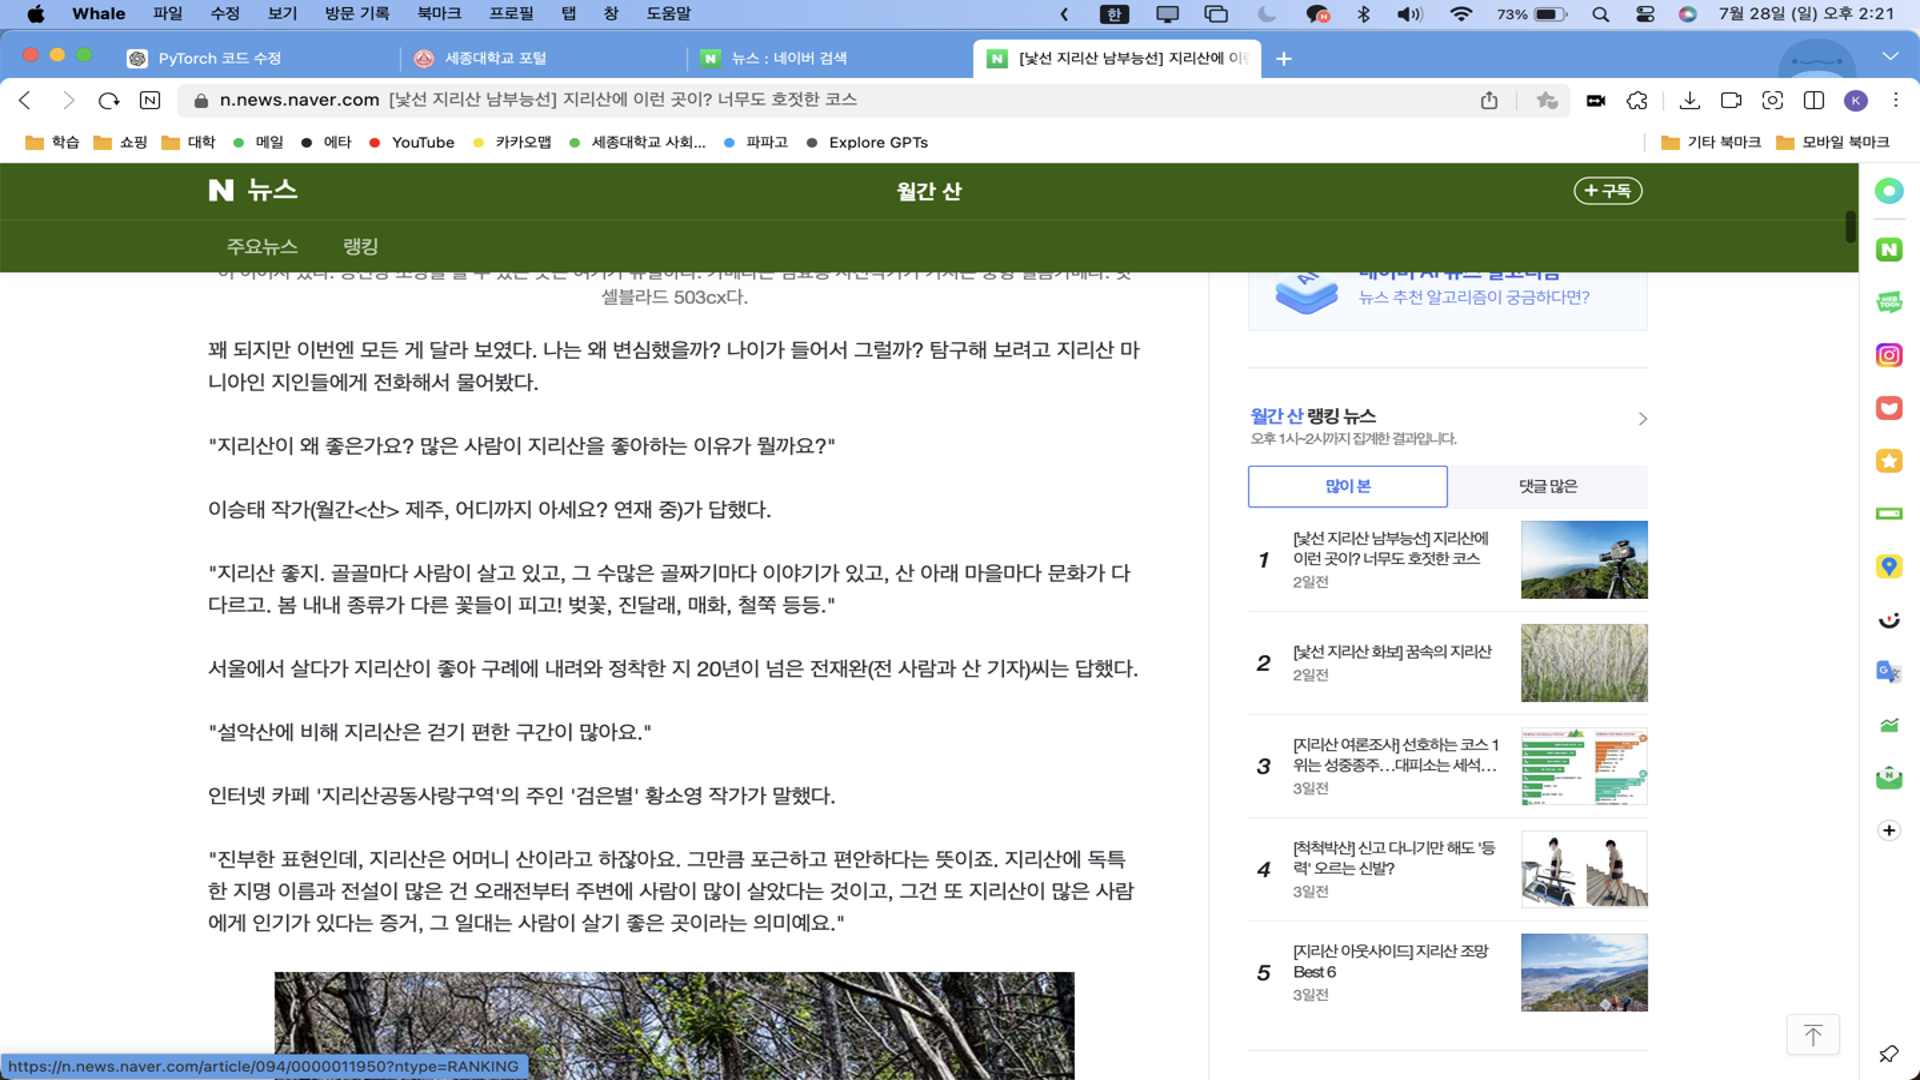 Whale 파일 수정 보기 방문 기록 북마크 프로필 탭 창 도움말 한 73% 7월 28일 (일) 오후 2:21
PyTorch 코드 수정 세종대학교 포털 뉴스 : 네이버 검색 [낯선 지리산 남부능선] 지리산에 이런
n.news.naver.com [낯선 지리산 남부능선] 지리산에 이런 곳이? 너무도 호젓한 코스 K
학습 쇼핑 대학 메일 에타 YouTube 카카오맵 세종대학교 사회... 파파고 Explore GPTs 기타 북마크 모바일 북마크
N 뉴스 월간 산 + 구독
주요뉴스 랭킹
셀블라드 503cx다.
꽤 되지만 이번엔 모든 게 달라 보였다. 나는 왜 변심했을까? 나이가 들어서 그럴까? 탐구해 보려고 지리산 마
니아인 지인들에게 전화해서 물어봤다.
"지리산이 왜 좋은가요? 많은 사람이 지리산을 좋아하는 이유가 뭘까요?"
이승태 작가(월간<산> 제주, 어디까지 아세요? 연재 중)가 답했다.
"지리산 좋지. 골골마다 사람이 살고 있고, 그 수많은 골짜기마다 이야기가 있고, 산 아래 마을마다 문화가 다
다르고. 봄 내내 종류가 다른 꽃들이 피고! 벚꽃, 진달래, 매화, 철쭉 등등."
서울에서 살다가 지리산이 좋아 구례에 내려와 정착한 지 20년이 넘은 전재완(전 사람과 산 기자)씨는 답했다.
"설악산에 비해 지리산은 걷기 편한 구간이 많아요."
인터넷 카페 '지리산공동사랑구역'의 주인 '검은별' 황소영 작가가 말했다.
"진부한 표현인데, 지리산은 어머니 산이라고 하잖아요. 그만큼 포근하고 편안하다는 뜻이죠. 지리산에 독특
한 지명 이름과 전설이 많은 건 오래전부터 주변에 사람이 많이 살았다는 것이고, 그건 또 지리산이 많은 사람
에게 인기가 있다는 증거, 그 일대는 사람이 살기 좋은 곳이라는 의미예요."
네이버 AI 뉴스 알고리즘
뉴스 추천 알고리즘이 궁금하다면?
월간 산 랭킹 뉴스
오후 1시~2시까지 집계한 결과입니다.
많이 본 댓글 많은
1 [낯선 지리산 남부능선] 지리산에
이런 곳이? 너무도 호젓한 코스
2일전
2 [낯선 지리산 화보] 꿈속의 지리산
2일전
3 [지리산 여론조사] 선호하는 코스 1
위는 성중종주…대피소는 세석…
3일전
4 [척척박산] 신고 다니기만 해도 '등
력' 오르는 신발?
3일전
5 [지리산 아웃사이드] 지리산 조망
Best 6
3일전
https://n.news.naver.com/article/094/0000011950?ntype=RANKING